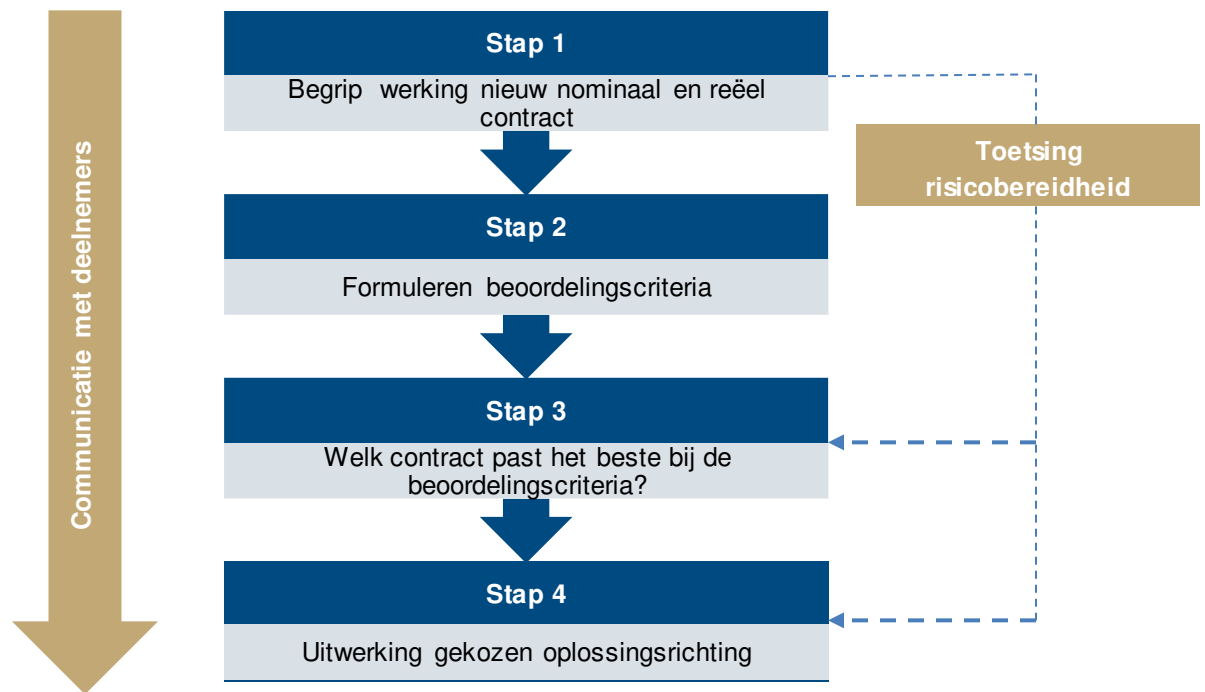 Communicatie met deelnemers
Stap 1
Begrip werking nieuw nominaal en reëel
contract
Toetsing
risicobereidheid
Stap 2
Formuleren beoordelingscriteria
Stap 3
Welk contract past het beste bij de
beoordelingscriteria?
Stap 4
Uitwerking gekozen oplossingsrichting